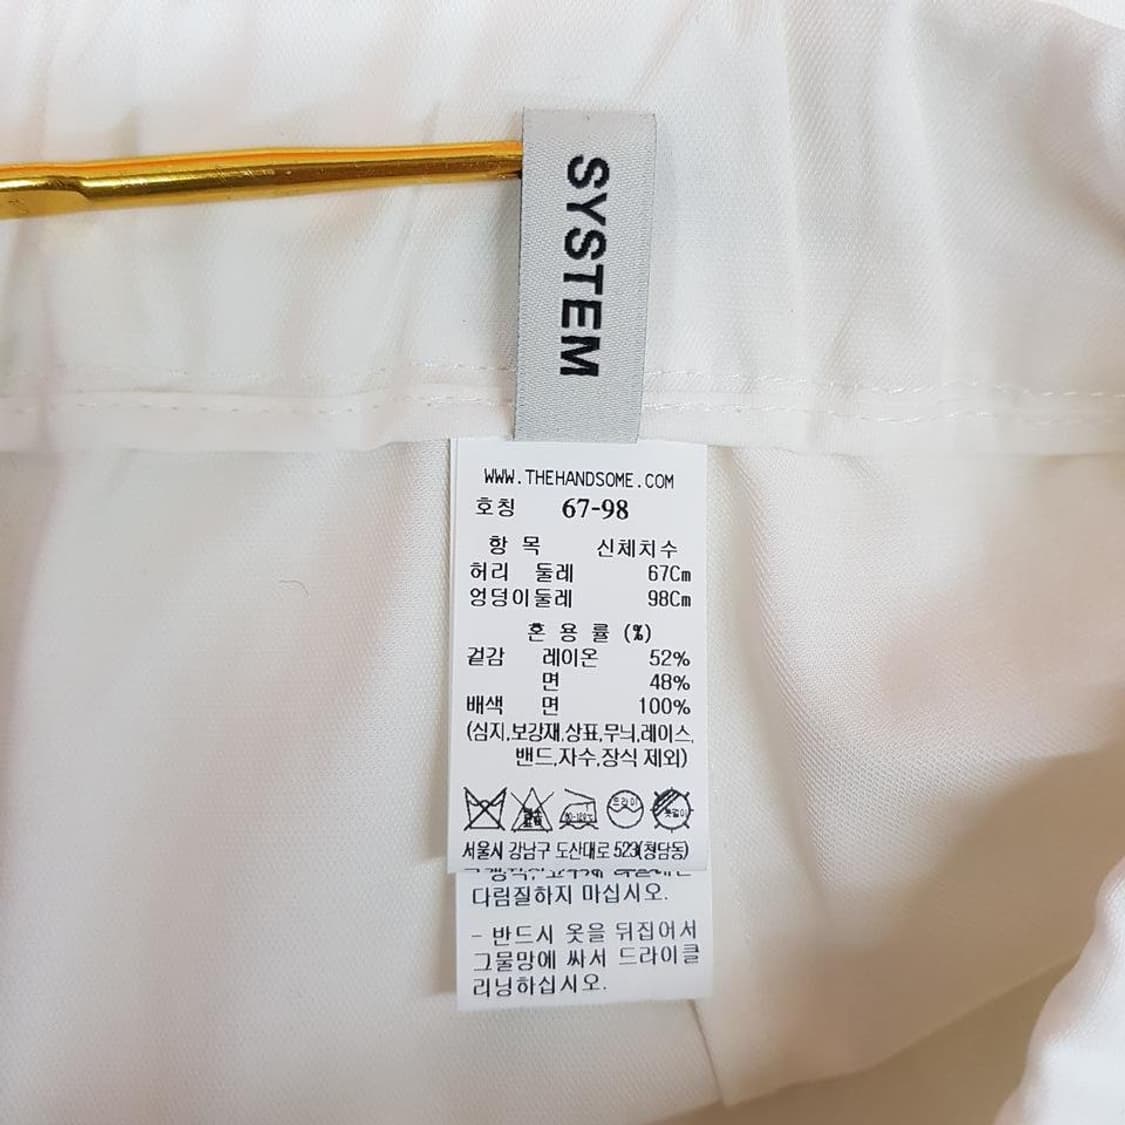 SYSTEM
WWW.THEHANDSOME.COM
호칭 67-98
항 목 신체치수
허리 둘레 67Cm
엉덩이둘레 98Cm
혼 용 률 (%)
겉감 레이온 52%
면 48%
배색 면 100%
(심지,보강재,상표,무늬,레이스,
밴드,자수,장식 제외)
드라이
서울시 강남구 도산대로 523(청담동)
다림질하지 마십시오.
- 반드시 옷을 뒤집어서
그물망에 싸서 드라이클
리닝하십시오.